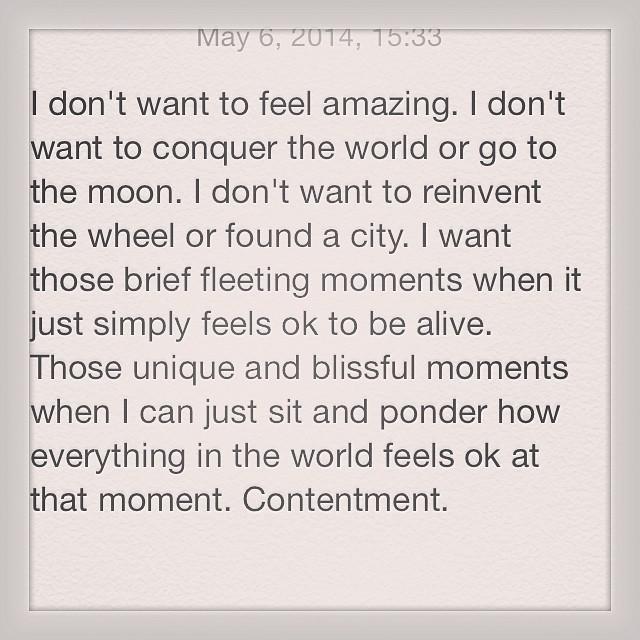 May 6, 2014, 15:33
I don't want to feel amazing. I don't
want to conquer the world or go to
the moon. I don't want to reinvent
the wheel or found a city. I want
those brief fleeting moments when it
just simply feels ok to be alive.
Those unique and blissful moments
when I can just sit and ponder how
everything in the world feels ok at
that moment. Contentment.